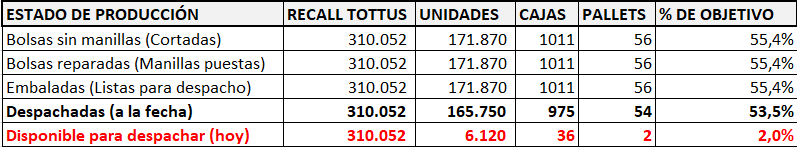 ESTADO DE PRODUCCIÓN RECALL TOTTUS UNIDADES CAJAS PALLETS % DE OBJETIVO
Bolsas sin manillas (Cortadas) 310.052 171.870 1011 56 55,4%
Bolsas reparadas (Manillas puestas) 310.052 171.870 1011 56 55,4%
Embaladas (Listas para despacho) 310.052 171.870 1011 56 55,4%
Despachadas (a la fecha) 310.052 165.750 975 54 53,5%
Disponible para despachar (hoy) 310.052 6.120 36 2 2,0%